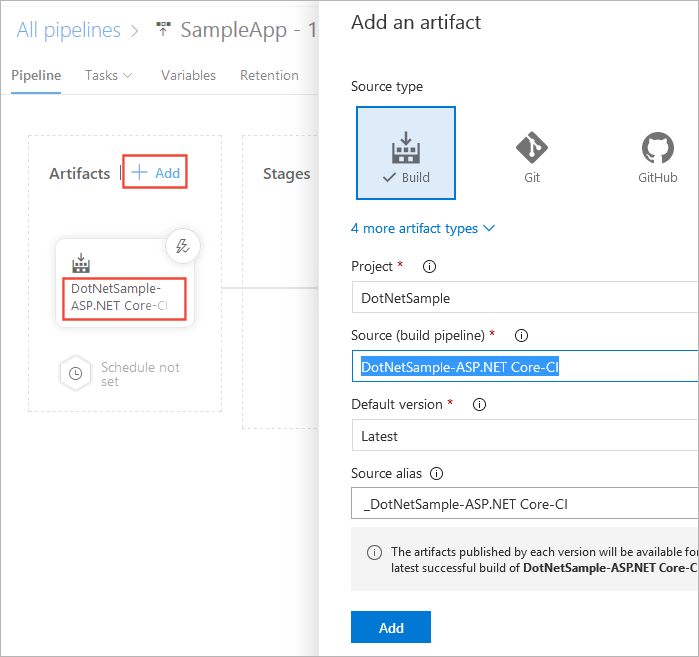 All pipelines > SampleApp - 1
Pipeline Tasks Variables Retention
Artifacts | + Add
Stages
DotNetSample-
ASP.NET Core-CI
Schedule not
set
Add an artifact
Source type
Build
Git
GitHub
4 more artifact types
Project *
DotNetSample
Source (build pipeline) *
DotNetSample-ASP.NET Core-CI
Default version *
Latest
Source alias
_DotNetSample-ASP.NET Core-CI
The artifacts published by each version will be available for
latest successful build of DotNetSample-ASP.NET Core-C
Add